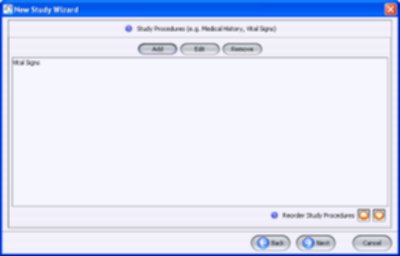 New Study Wizard
Study Procedures (e.g. Medical History, Vital Signs)
Add Edit Remove
Vital Signs
Reorder Study Procedures
Back Next Cancel